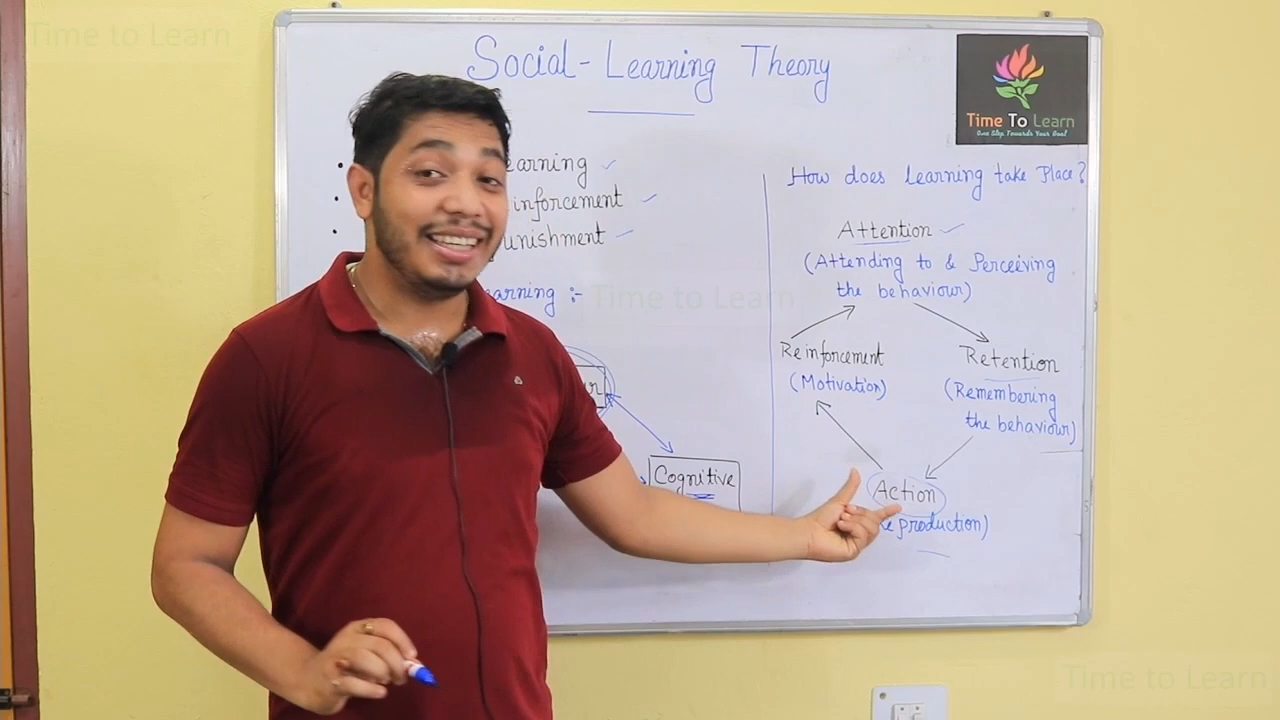 Time to Learn
Social-Learning Theory
Time To Learn
One Step Towards Your Goal
earning
inforcement
unishment
earning :-
Time to Learn
ur
Cognitive
How does learning take Place?
Attention
(Attending to & Perceiving
the behaviour)
Reinforcement
(Motivation)
Retention
(Remembering
the behaviour)
Action
production)
Time to Learn